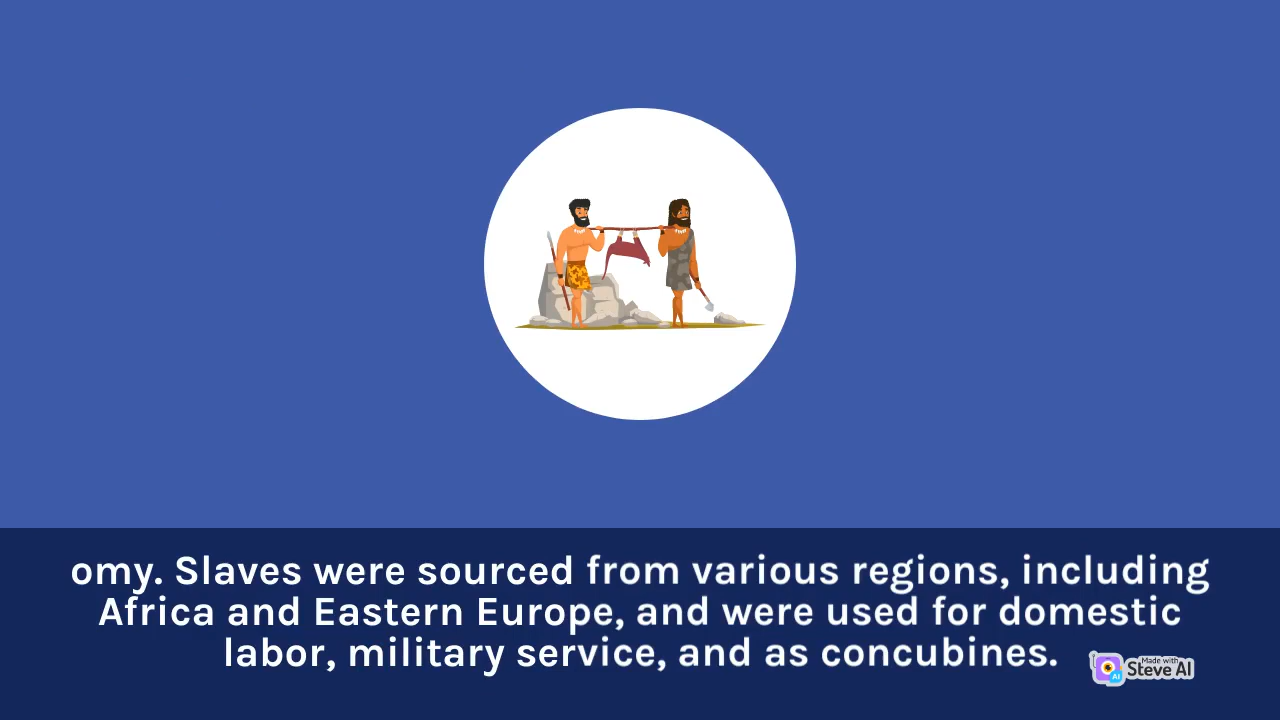 omy. Slaves were sourced from various regions, including
Africa and Eastern Europe, and were used for domestic
labor, military service, and as concubines.
Made with
Steve AI
AI